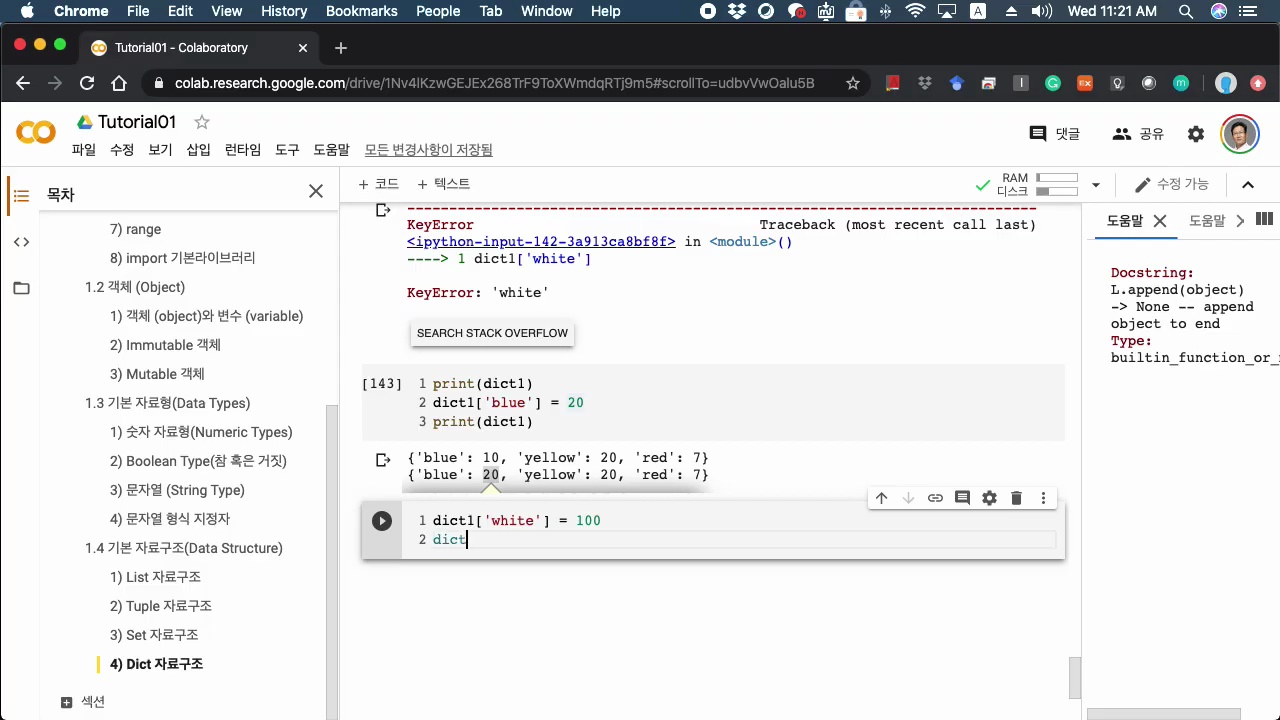 Chrome File Edit View History Bookmarks People Tab Window Help Wed 11:21 AM
Tutorial01 - Colaboratory
colab.research.google.com/drive/1Nv4lKzwGEJEx268TrF9ToXWmdqRTj9m5#scrollTo=udbvVwOalu5B
Tutorial01
댓글 공유
파일 수정 보기 삽입 런타임 도구 도움말 모든 변경사항이 저장됨
목차
+ 코드 + 텍스트
RAM
디스크
수정 가능
7) range
8) import 기본라이브러리
1.2 객체 (Object)
1) 객체 (object)와 변수 (variable)
2) Immutable 객체
3) Mutable 객체
1.3 기본 자료형(Data Types)
1) 숫자 자료형(Numeric Types)
2) Boolean Type(참 혹은 거짓)
3) 문자열 (String Type)
4) 문자열 형식 지정자
1.4 기본 자료구조(Data Structure)
1) List 자료구조
2) Tuple 자료구조
3) Set 자료구조
4) Dict 자료구조
섹션
---------------------------------------------------------------------------
KeyError Traceback (most recent call last)
<ipython-input-142-3a913ca8bf8f> in <module>()
----> 1 dict1['white']
KeyError: 'white'
SEARCH STACK OVERFLOW
[143] 1 print(dict1)
2 dict1['blue'] = 20
3 print(dict1)
{'blue': 10, 'yellow': 20, 'red': 7}
{'blue': 20, 'yellow': 20, 'red': 7}
1 dict1['white'] = 100
2 dict
도움말 도움말
Docstring:
L.append(object)
-> None -- append
object to end
Type: